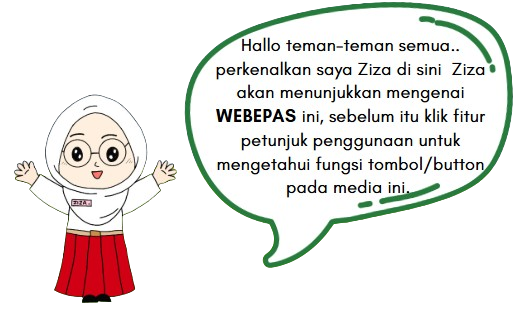 Hallo teman-teman semua..
perkenalkan saya Ziza di sini Ziza
akan menunjukkan mengenai
WEBEPAS ini, sebelum itu klik fitur
petunjuk penggunaan untuk
mengetahui fungsi tombol/button
pada media ini.
ZIZA